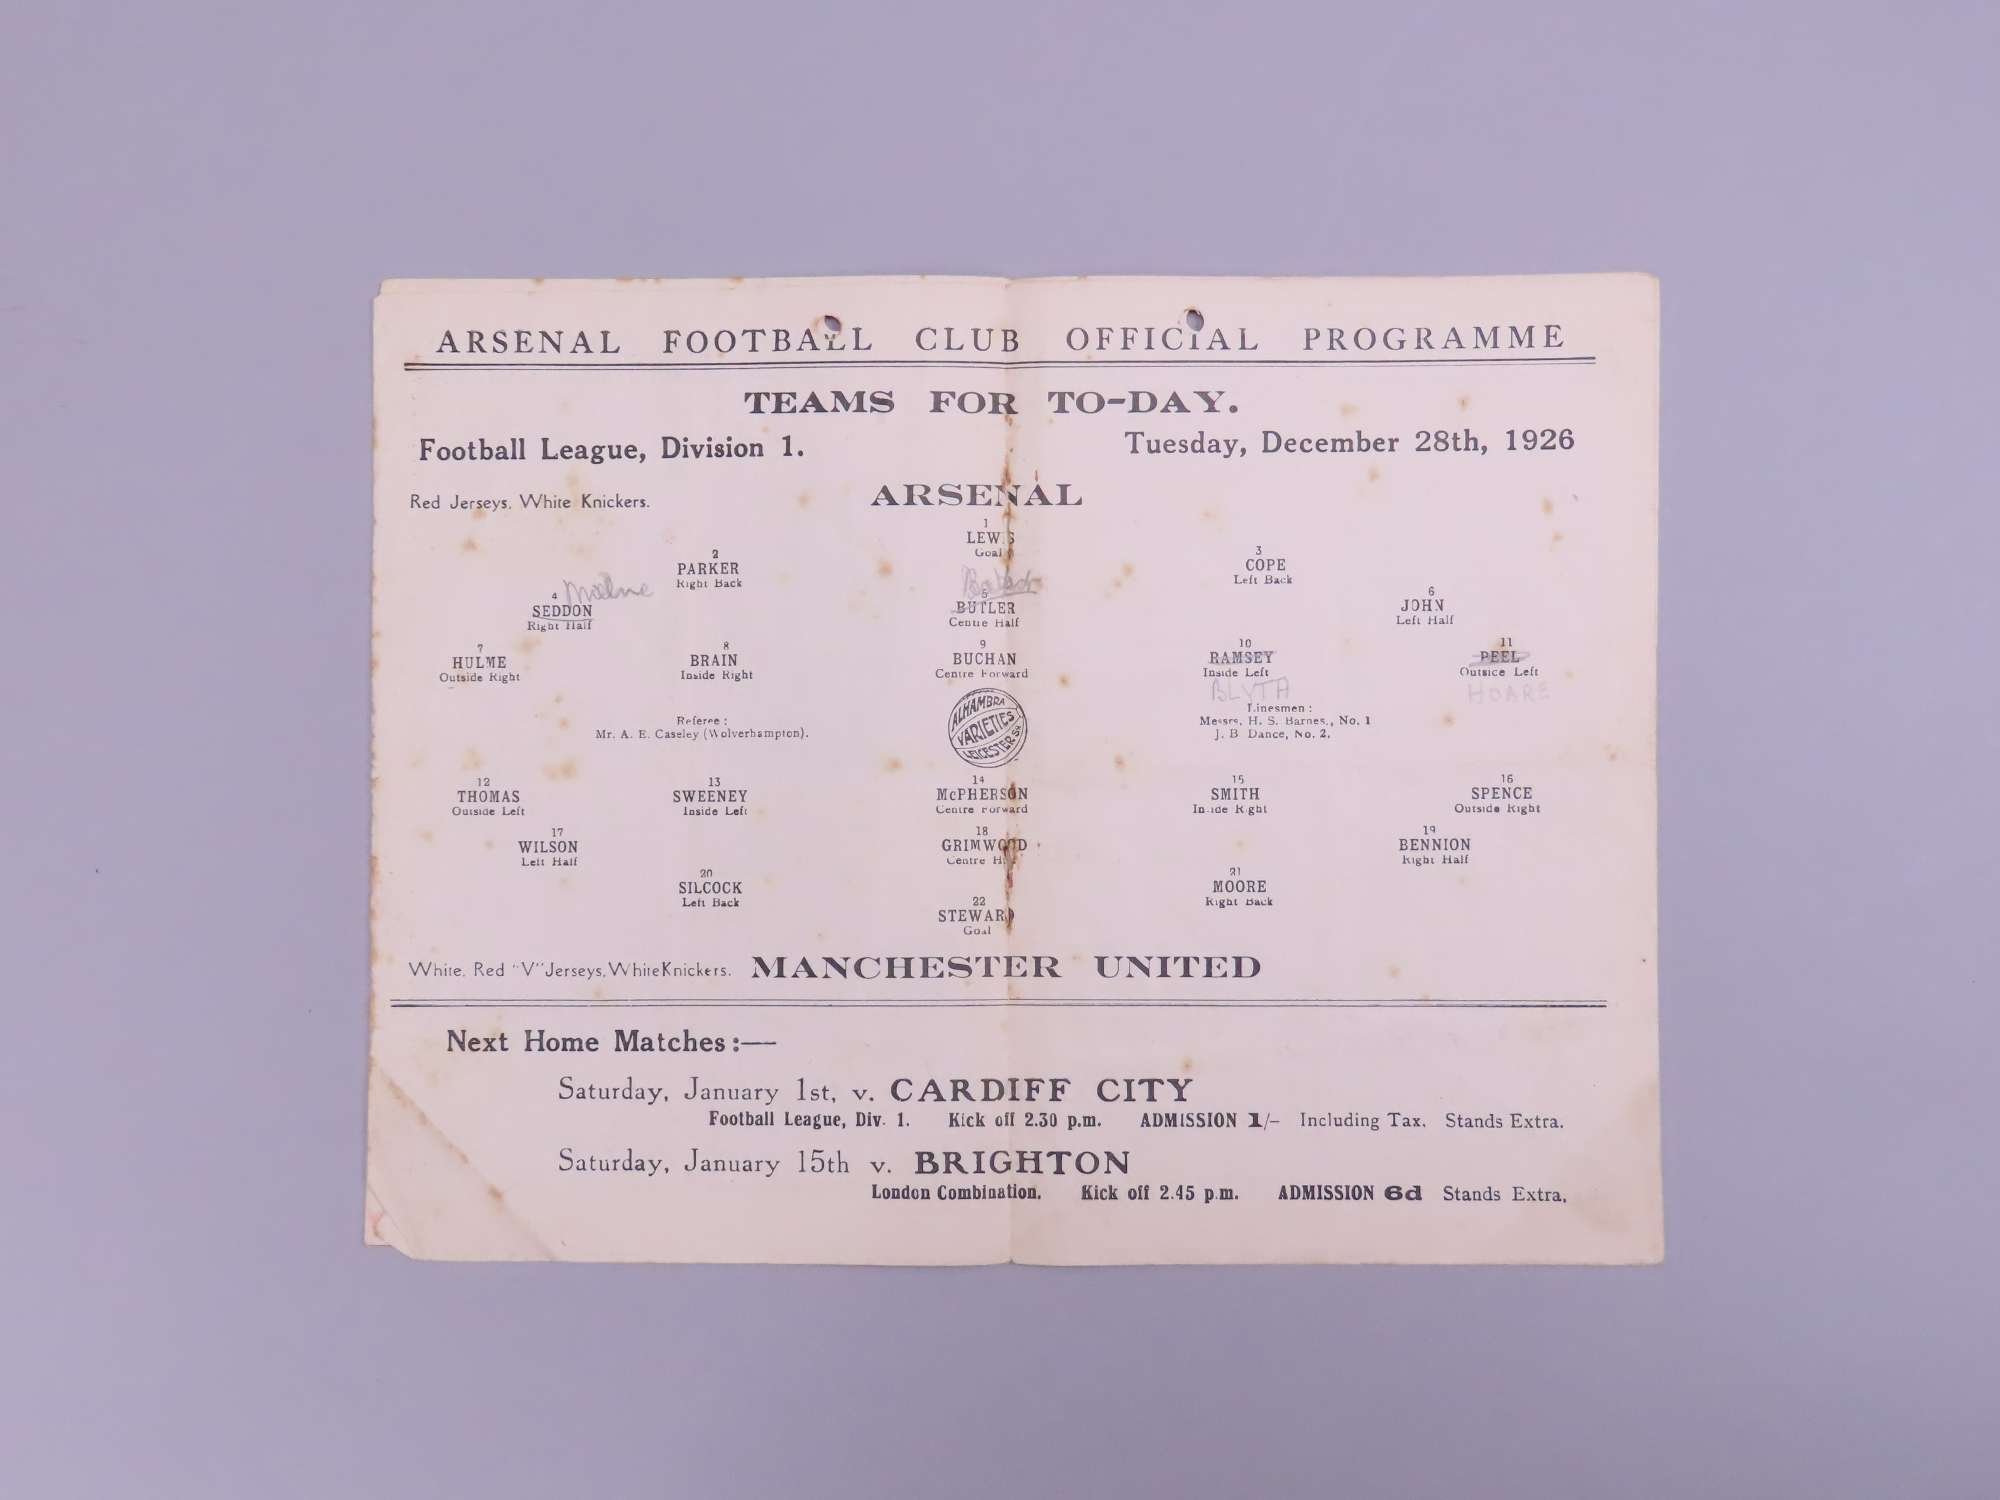 ARSENAL FOOTBALL CLUB OFFICIAL PROGRAMME
TEAMS FOR TO-DAY.
Football League, Division 1. Tuesday, December 28th, 1926
Red Jerseys, White Knickers. ARSENAL
1
LEWIS
Goal
2 3
PARKER COPE
Right Back Left Back
4 5 6
SEDDON BUTLER JOHN
Right Half Centre Half Left Half
7 8 9 10 11
HULME BRAIN BUCHAN RAMSEY PEEL
Outside Right Inside Right Centre Forward Inside Left Outside Left
BLYTH HOARE
ALHAMBRA
VARIETIES
LEICESTER SQ
Referee : Linesmen :
Mr. A. E. Caseley (Wolverhampton). Messrs. H. S. Barnes., No. 1
J. B Dance, No. 2.
12 13 14 15 16
THOMAS SWEENEY McPHERSON SMITH SPENCE
Outside Left Inside Left Centre Forward Inside Right Outside Right
17 18 19
WILSON GRIMWOOD BENNION
Left Half Centre Half Right Half
20 21
SILCOCK MOORE
Left Back Right Back
22
STEWARD
Goal
White, Red "V" Jerseys, White Knickers. MANCHESTER UNITED
Next Home Matches :—
Saturday, January 1st, v. CARDIFF CITY
Football League, Div. 1. Kick off 2.30 p.m. ADMISSION 1/- Including Tax. Stands Extra.
Saturday, January 15th v. BRIGHTON
London Combination. Kick off 2.45 p.m. ADMISSION 6d Stands Extra.